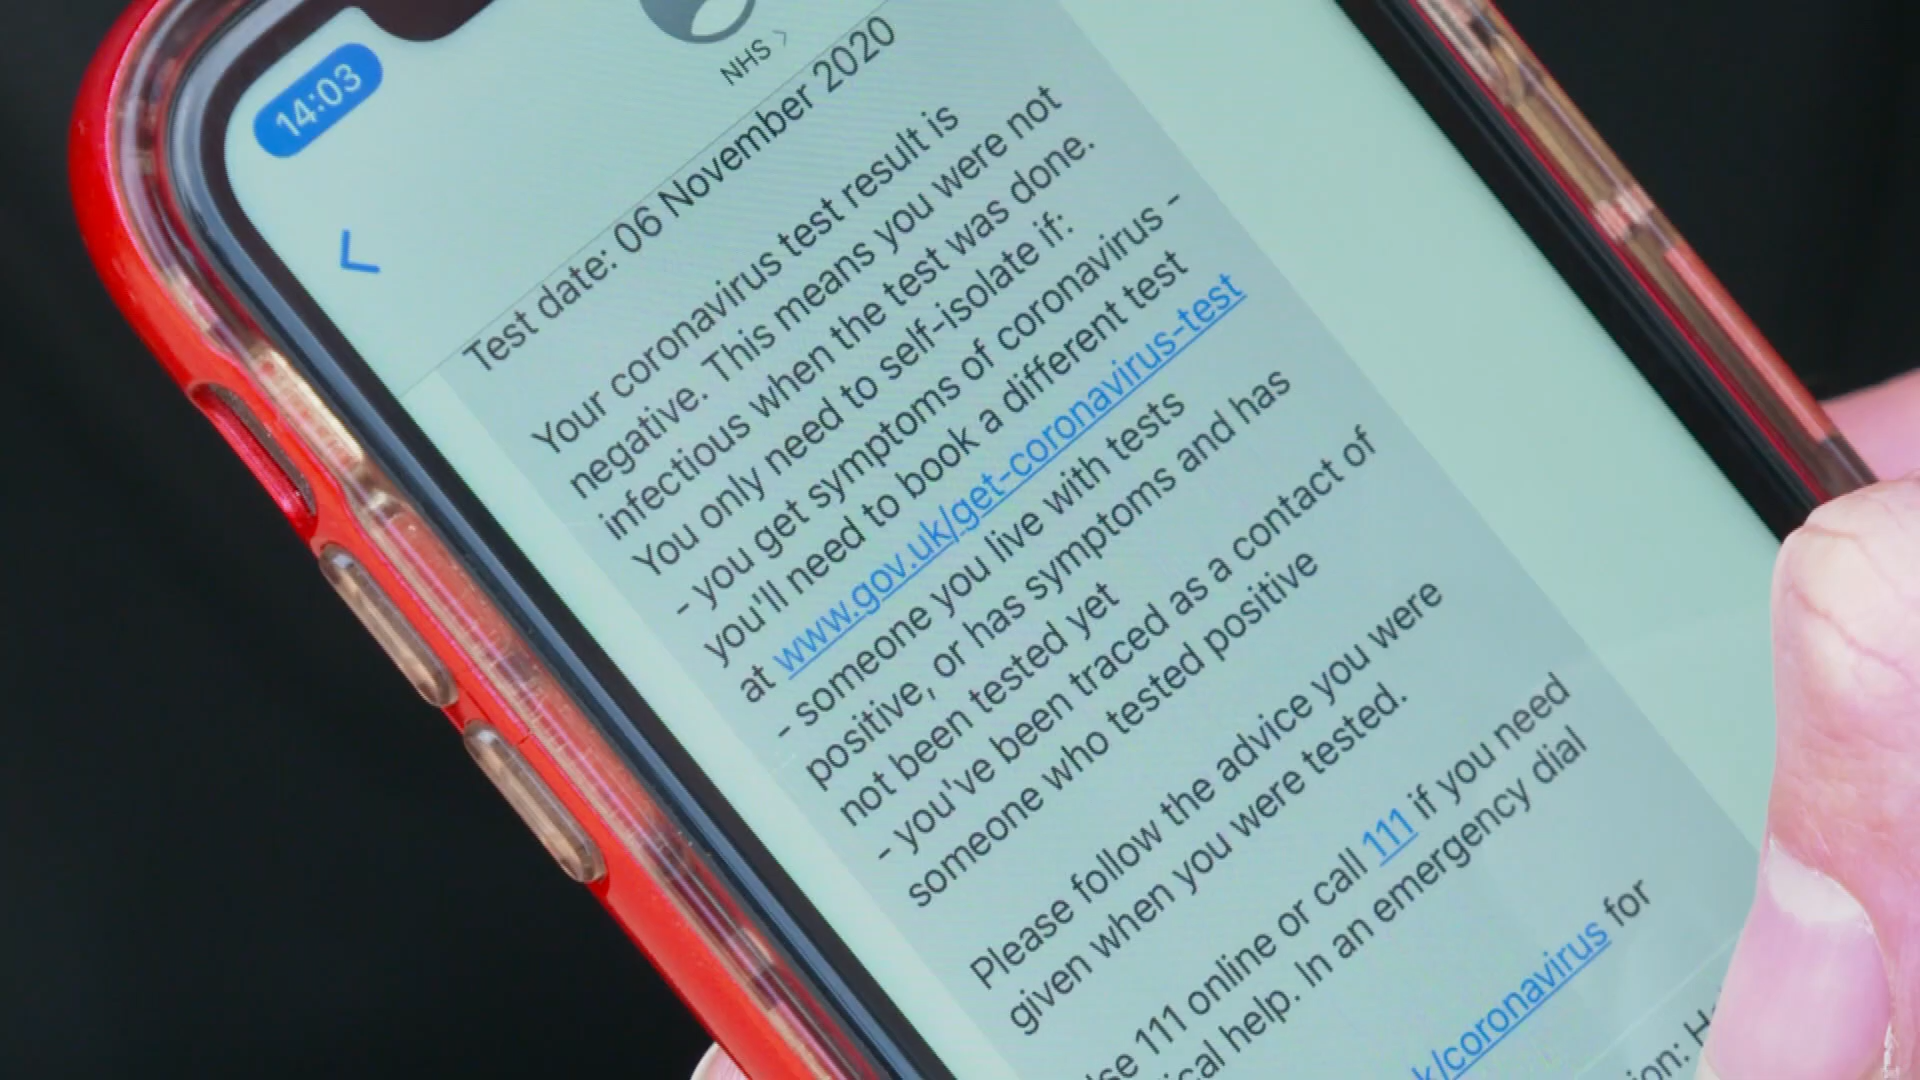 14:03
NHS
Test date: 06 November 2020
Your coronavirus test result is
negative. This means you were not
infectious when the test was done.
You only need to self-isolate if:
- you get symptoms of coronavirus -
you'll need to book a different test
at www.gov.uk/get-coronavirus-test
- someone you live with tests
positive, or has symptoms and has
not been tested yet
- you've been traced as a contact of
someone who tested positive
Please follow the advice you were
given when you were tested.
111 online or call 111 if you need
help. In an emergency dial
k/coronavirus for